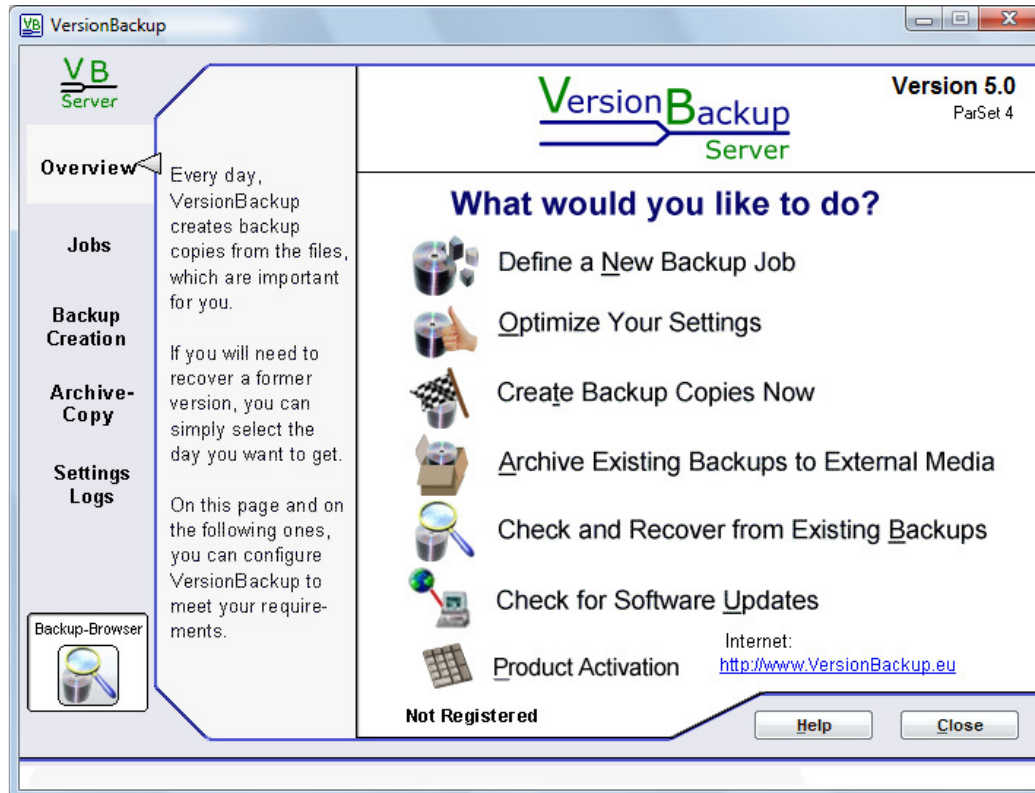 VB VersionBackup
VB
Server
Overview
Jobs
Backup
Creation
Archive-
Copy
Settings
Logs
Backup-Browser
Every day,
VersionBackup
creates backup
copies from the files,
which are important
for you.
If you will need to
recover a former
version, you can
simply select the
day you want to get.
On this page and on
the following ones,
you can configure
VersionBackup to
meet your require-
ments.
VersionBackup
Server
Version 5.0
ParSet 4
What would you like to do?
Define a New Backup Job
Optimize Your Settings
Create Backup Copies Now
Archive Existing Backups to External Media
Check and Recover from Existing Backups
Check for Software Updates
Product Activation
Internet:
http://www.VersionBackup.eu
Not Registered
Help
Close